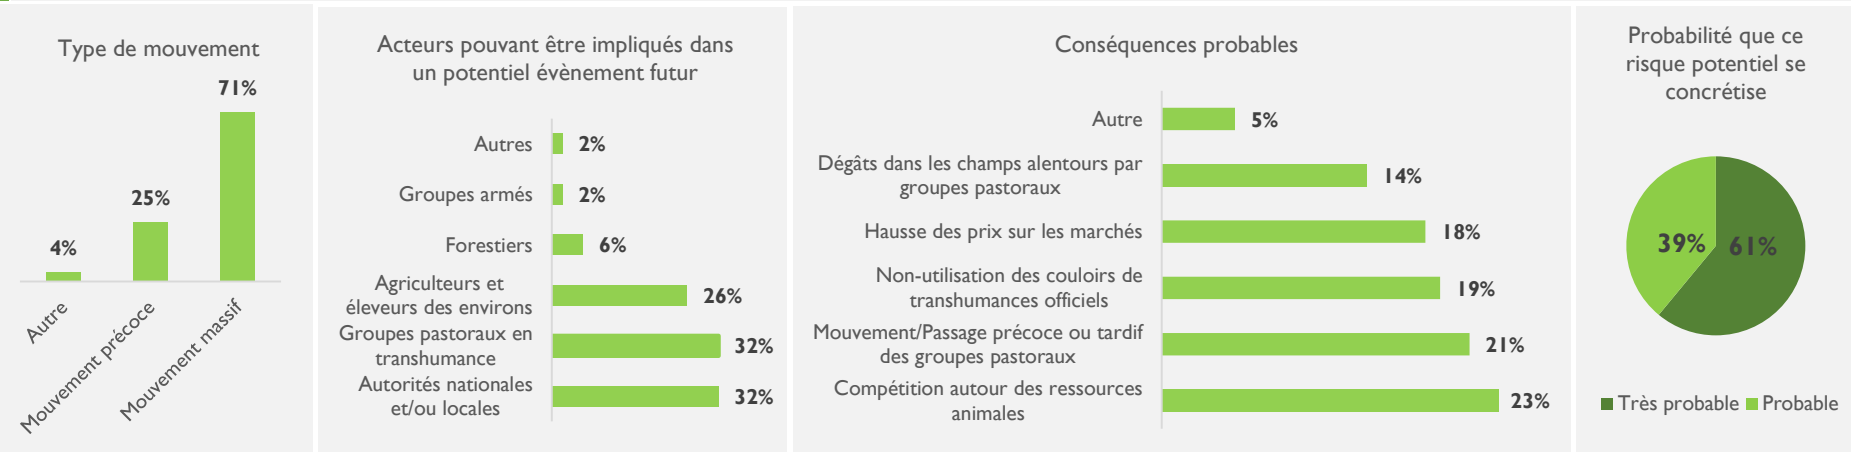 Type de mouvement
71%
25%
4%
Autre
Mouvement précoce
Mouvement massif
Acteurs pouvant être impliqués dans
un potentiel évènement futur
Autres
2%
Groupes armés
2%
Forestiers
6%
Agriculteurs et
éleveurs des environs
26%
Groupes pastoraux en
transhumance
32%
Autorités nationales
et/ou locales
32%
Conséquences probables
Autre
5%
Dégâts dans les champs alentours par
groupes pastoraux
14%
Hausse des prix sur les marchés
18%
Non-utilisation des couloirs de
transhumances officiels
19%
Mouvement/Passage précoce ou tardif
des groupes pastoraux
21%
Compétition autour des ressources
animales
23%
Probabilité que ce
risque potentiel se
concrétise
39% 61%
Très probable Probable